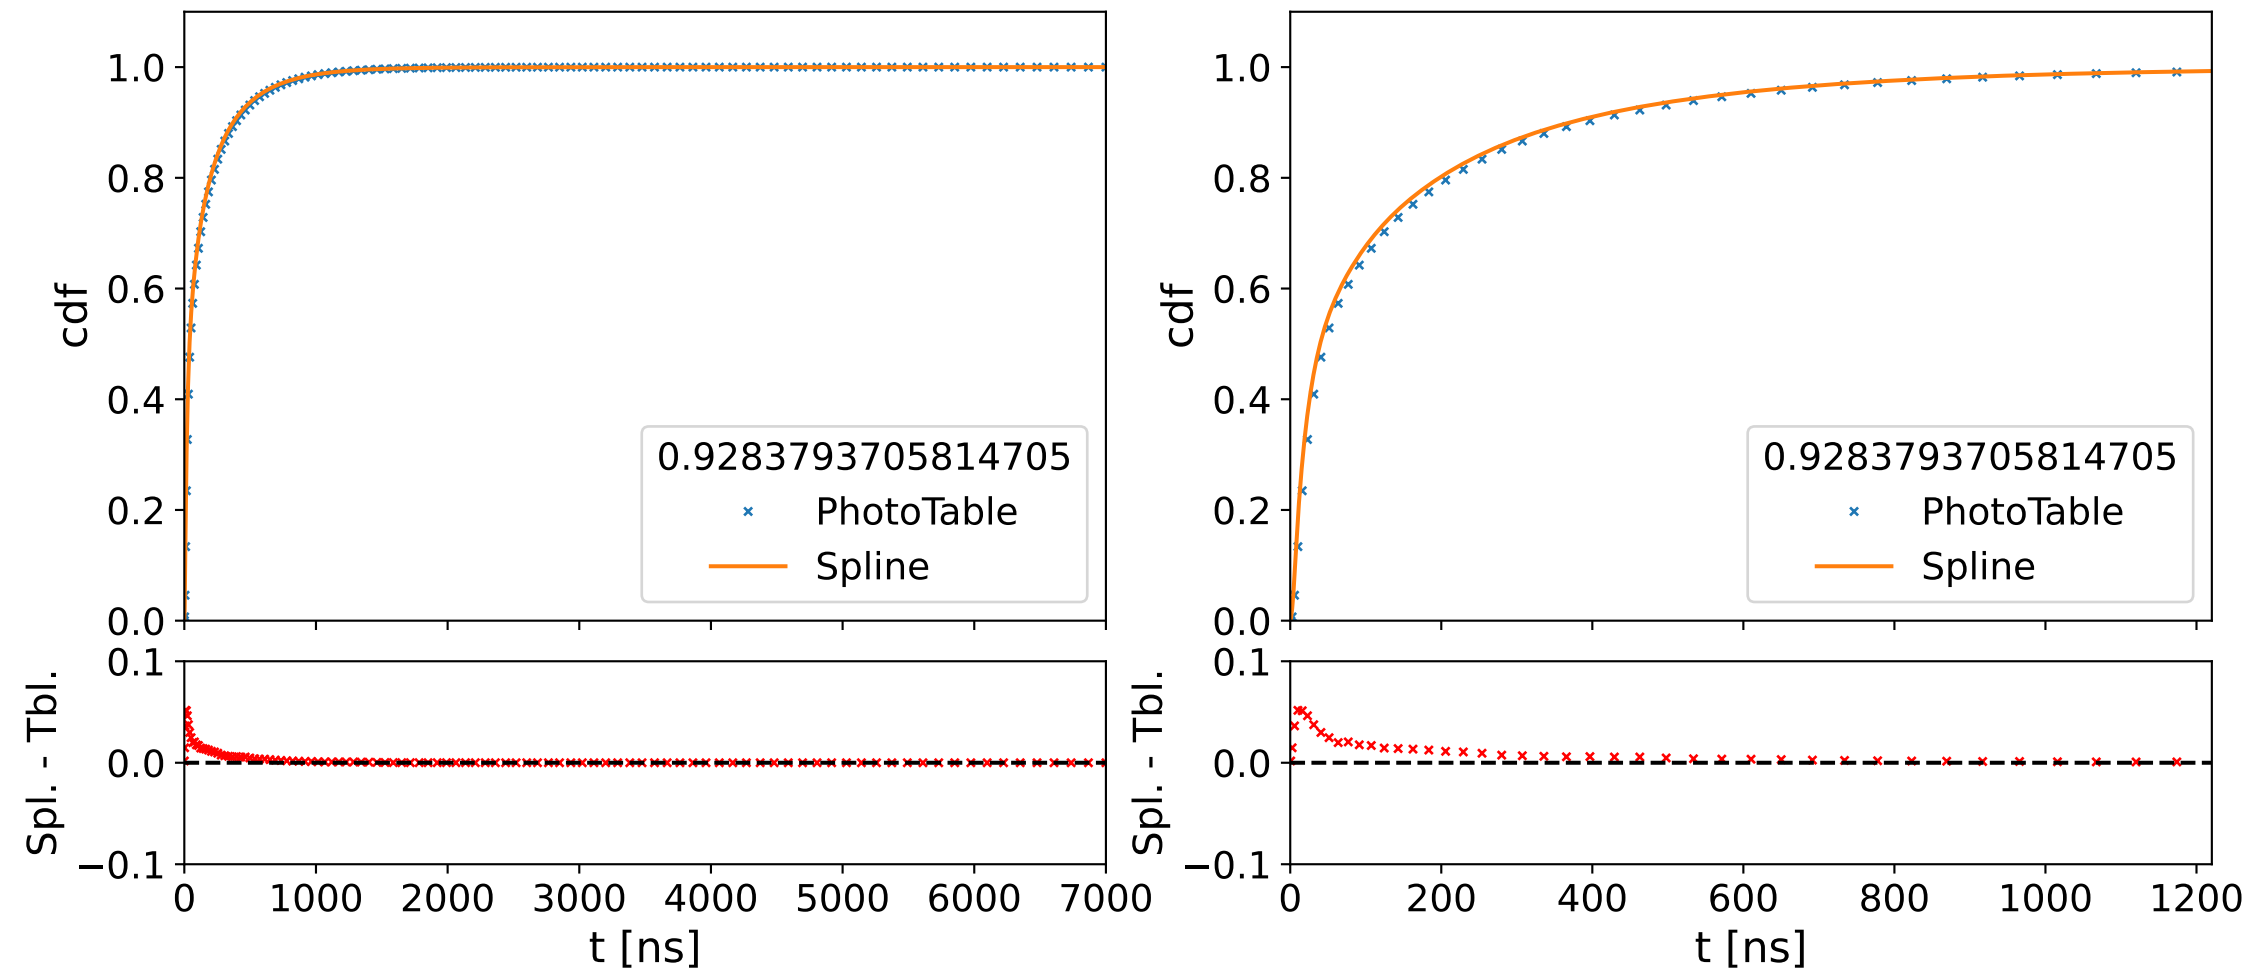 1.0
0.8
0.6
0.4
0.2
0.0
cdf
0.9283793705814705
PhotoTable
Spline
0.1
0.0
−0.1
Spl. - Tbl.
0 1000 2000 3000 4000 5000 6000 7000
t [ns]
1.0
0.8
0.6
0.4
0.2
0.0
cdf
0.9283793705814705
PhotoTable
Spline
0.1
0.0
−0.1
Spl. - Tbl.
0 200 400 600 800 1000 1200
t [ns]